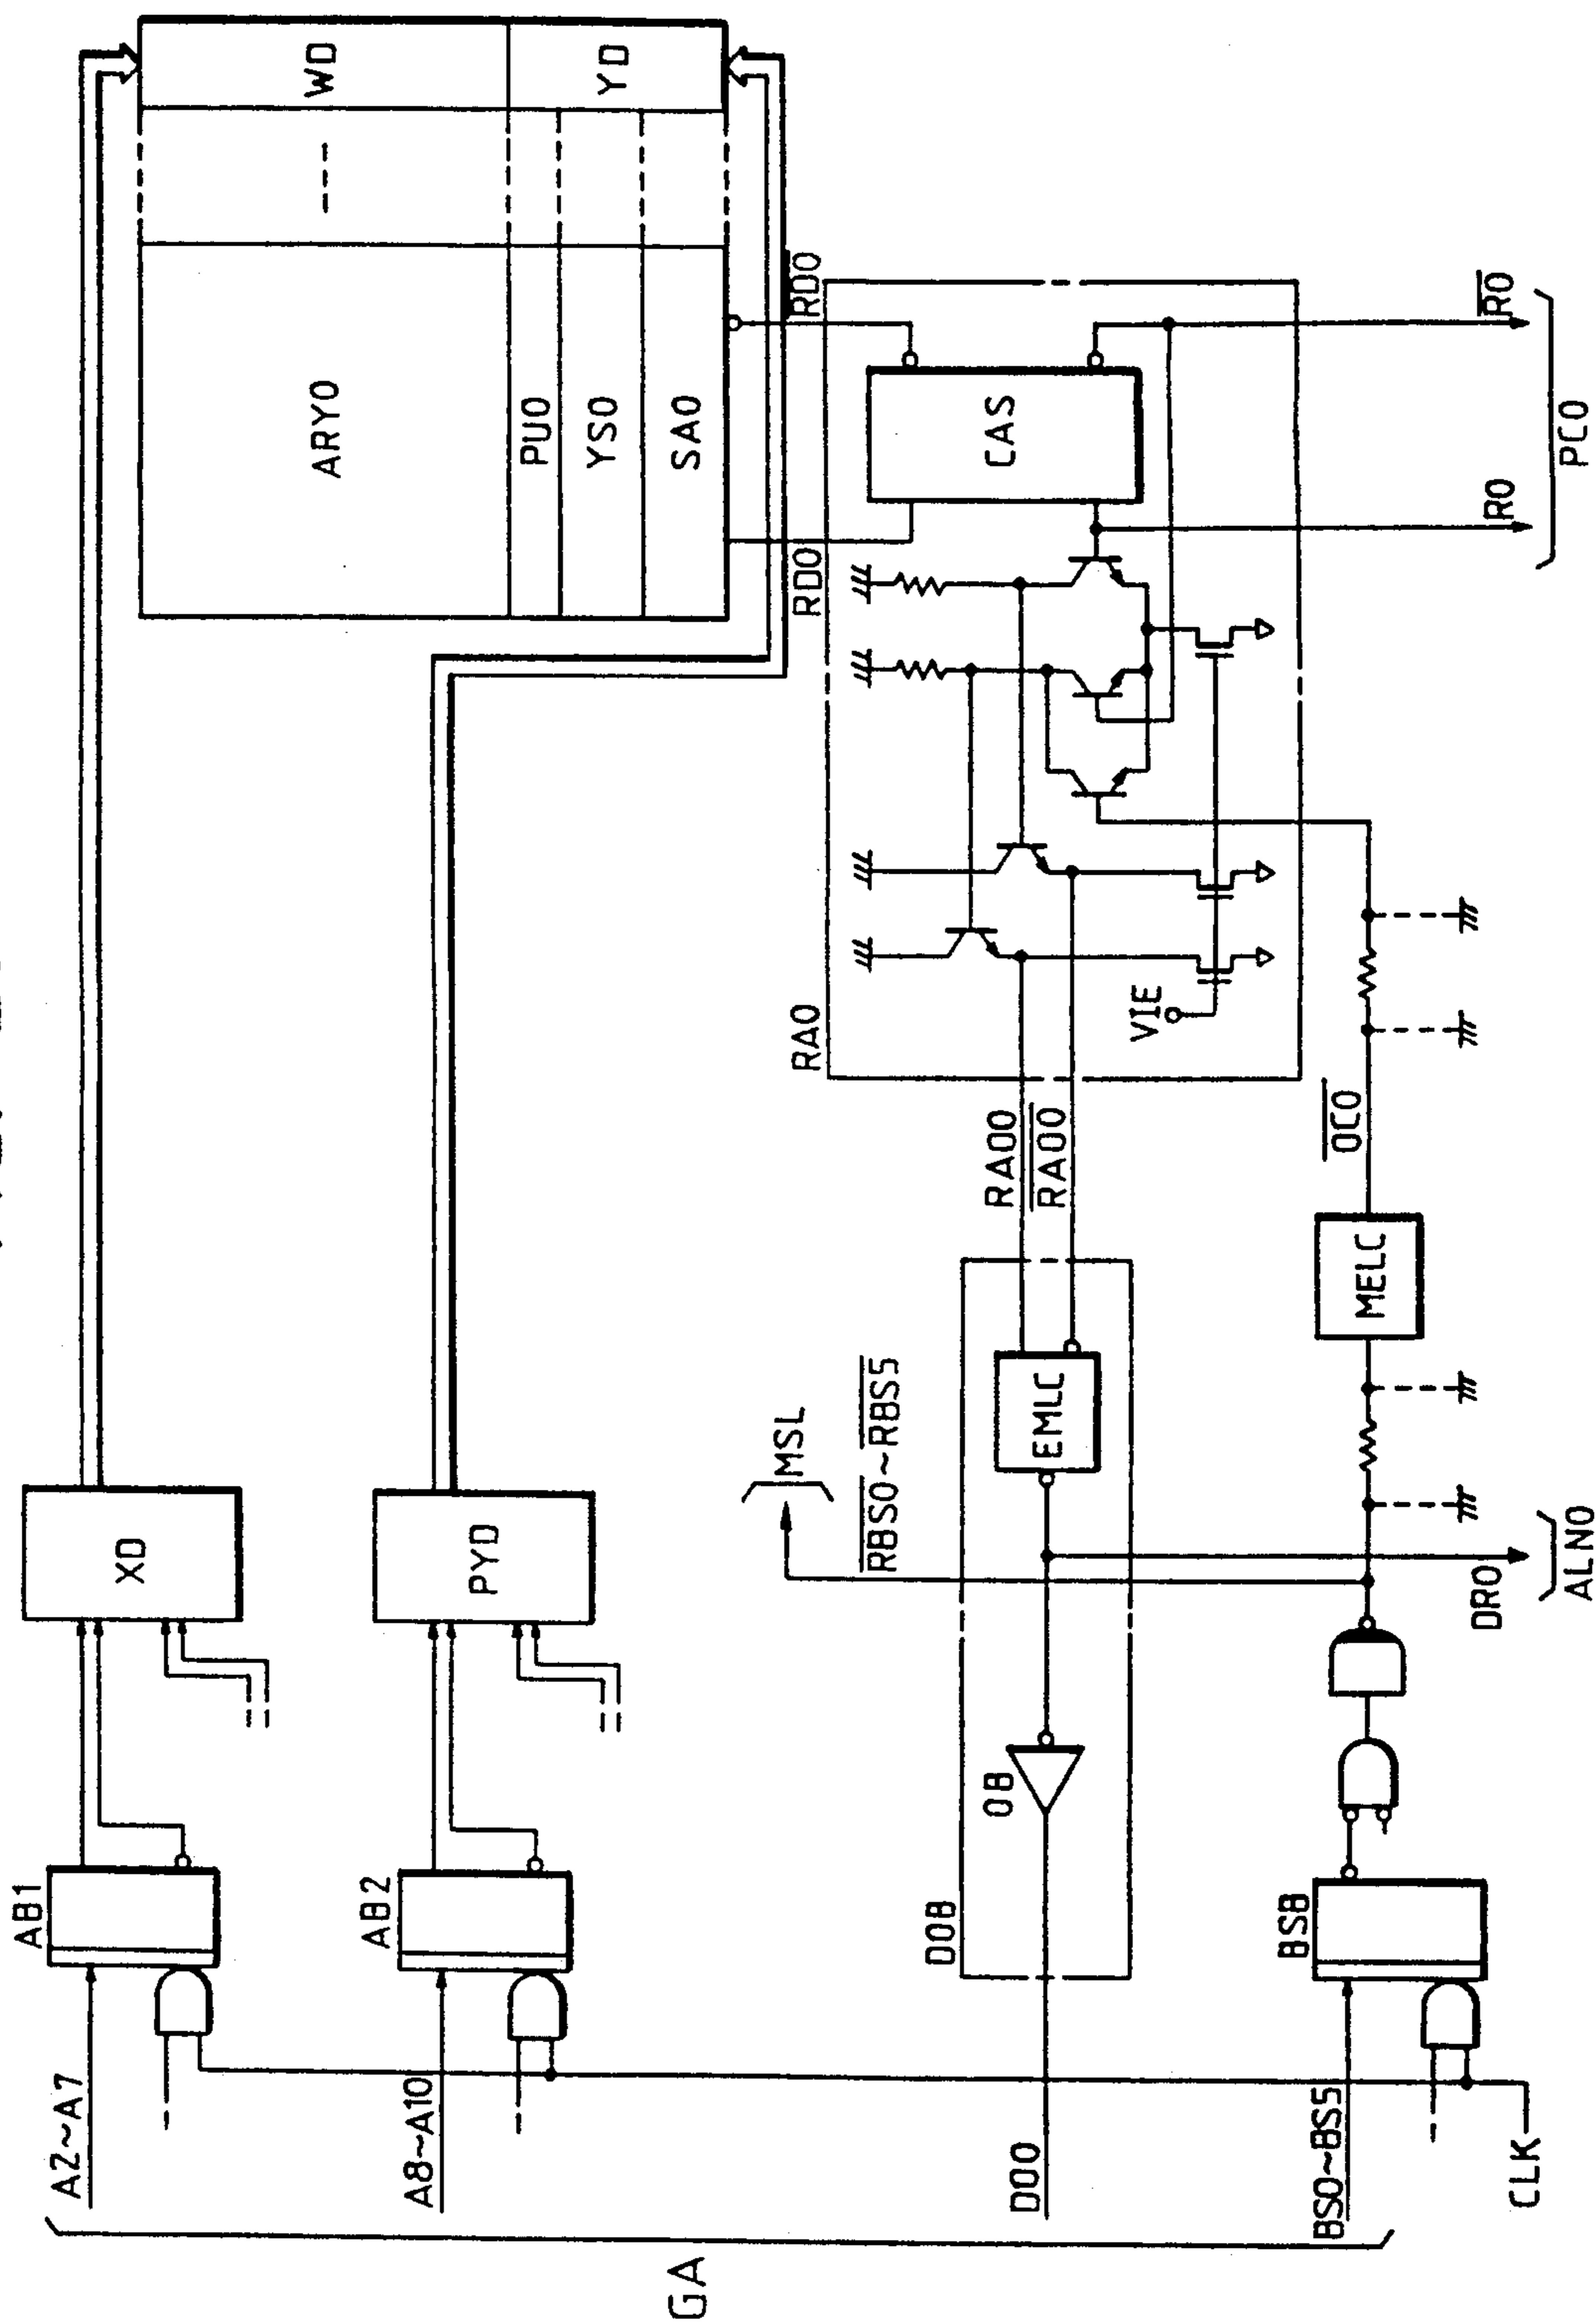 GA
A2~A7
AB1
XD
WD
ARY0
PU0
YS0
SA0
YD
A8~A10
AB2
PYD
RD0
RD0
RA0
CAS
VIE
R0
R0
PC0
RA00
RA00
D00
DOB
OB
EMLC
MSL
RBS0~RBS5
OC0
MELC
BS0~BS5
BSB
DR0
ALN0
CLK